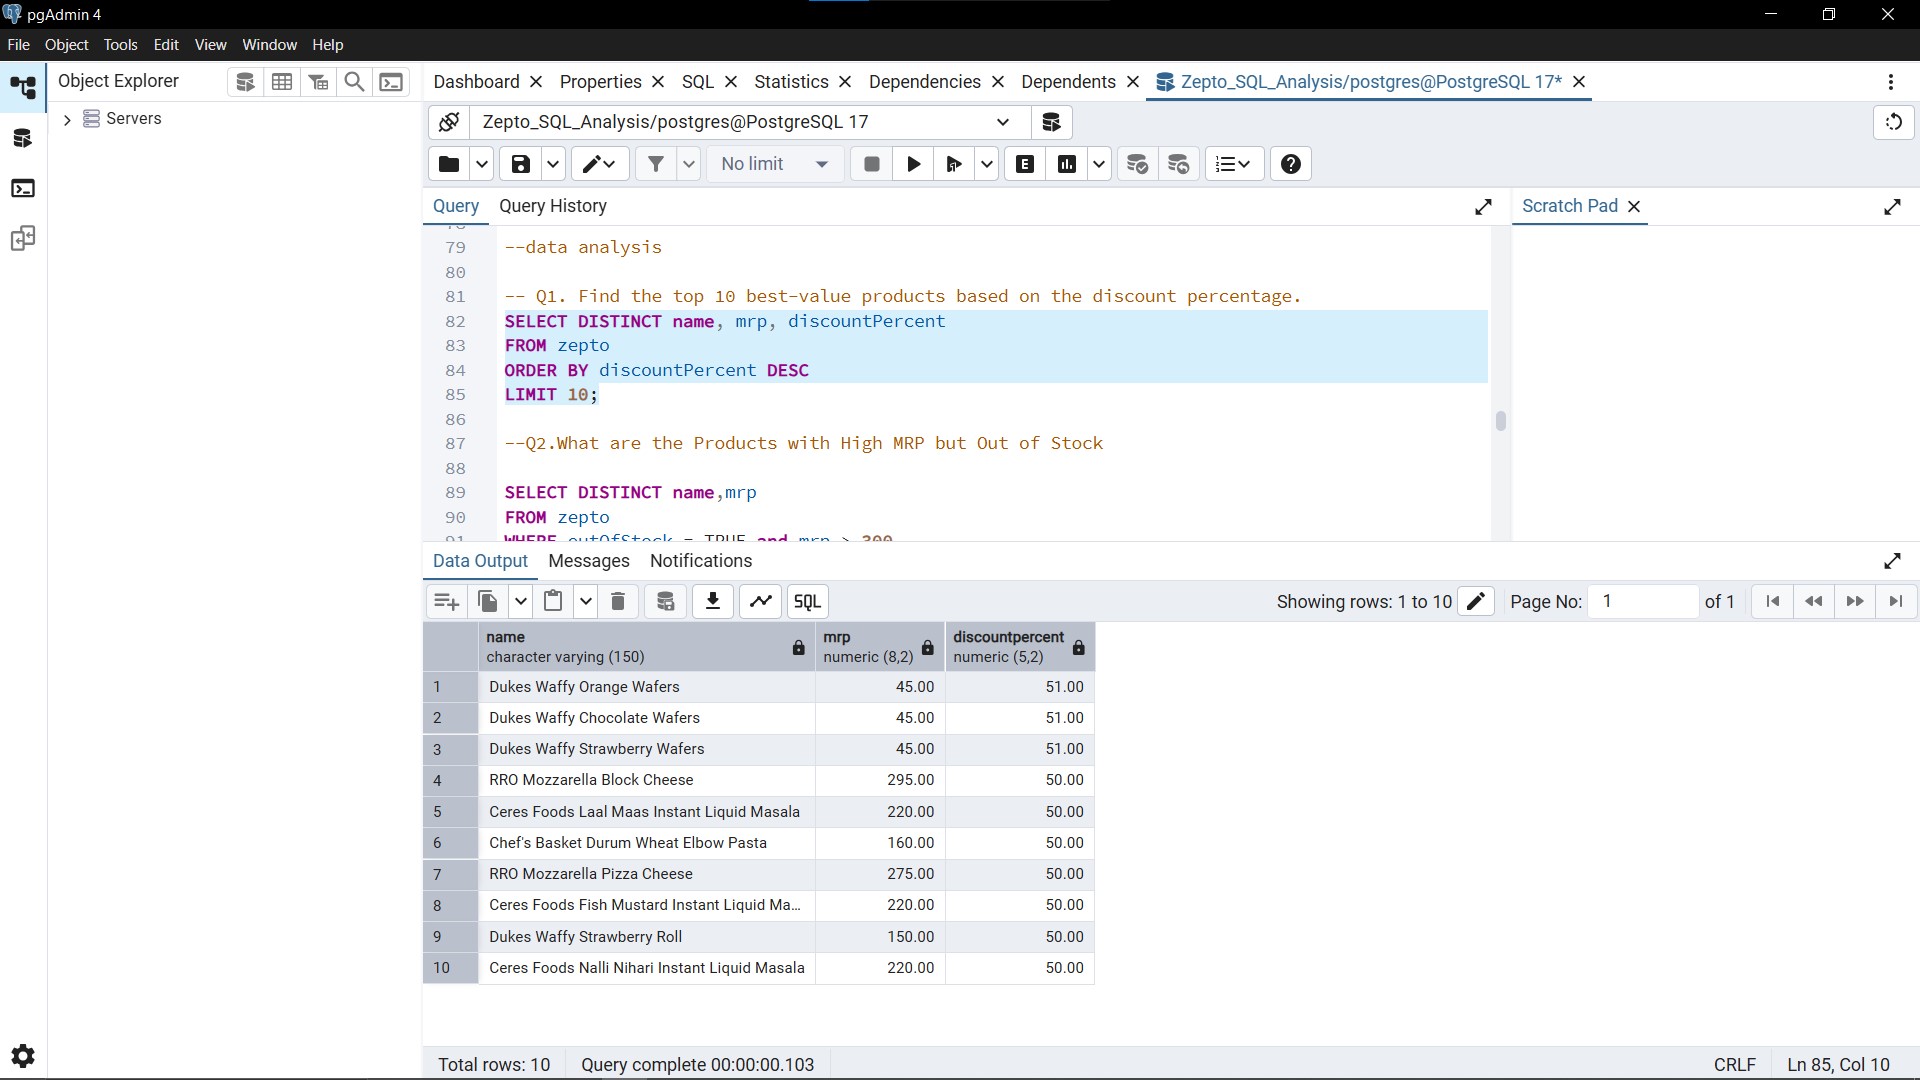 pgAdmin 4
File Object Tools Edit View Window Help
Object Explorer
Servers
Dashboard Properties SQL Statistics Dependencies Dependents Zepto_SQL_Analysis/postgres@PostgreSQL 17*
Zepto_SQL_Analysis/postgres@PostgreSQL 17
No limit E
Query Query History Scratch Pad
79 --data analysis
80
81 -- Q1. Find the top 10 best-value products based on the discount percentage.
82 SELECT DISTINCT name, mrp, discountPercent
83 FROM zepto
84 ORDER BY discountPercent DESC
85 LIMIT 10;
86
87 --Q2.What are the Products with High MRP but Out of Stock
88
89 SELECT DISTINCT name,mrp
90 FROM zepto
91 WHERE outOfStock = TRUE and mrp > 300
Data Output Messages Notifications
SQL Showing rows: 1 to 10 Page No: 1 of 1
name mrp discountpercent
character varying (150) numeric (8,2) numeric (5,2)
1 Dukes Waffy Orange Wafers 45.00 51.00
2 Dukes Waffy Chocolate Wafers 45.00 51.00
3 Dukes Waffy Strawberry Wafers 45.00 51.00
4 RRO Mozzarella Block Cheese 295.00 50.00
5 Ceres Foods Laal Maas Instant Liquid Masala 220.00 50.00
6 Chef's Basket Durum Wheat Elbow Pasta 160.00 50.00
7 RRO Mozzarella Pizza Cheese 275.00 50.00
8 Ceres Foods Fish Mustard Instant Liquid Ma... 220.00 50.00
9 Dukes Waffy Strawberry Roll 150.00 50.00
10 Ceres Foods Nalli Nihari Instant Liquid Masala 220.00 50.00
Total rows: 10 Query complete 00:00:00.103 CRLF Ln 85, Col 10